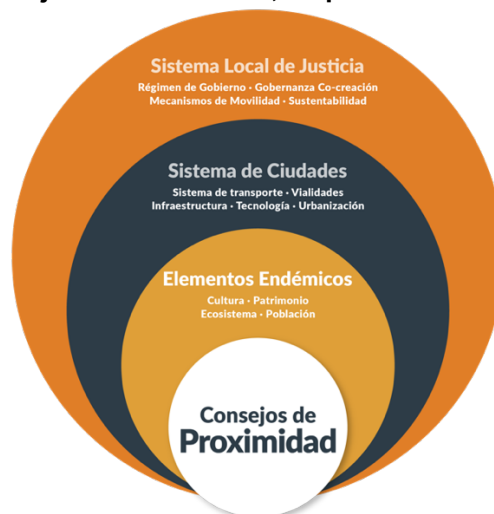 Sistema Local de Justicia
Régimen de Gobierno · Gobernanza Co-creación
Mecanismos de Movilidad · Sustentabilidad
Sistema de Ciudades
Sistema de transporte · Vialidades
Infraestructura · Tecnología · Urbanización
Elementos Endémicos
Cultura · Patrimonio
Ecosistema · Población
Consejos de
Proximidad